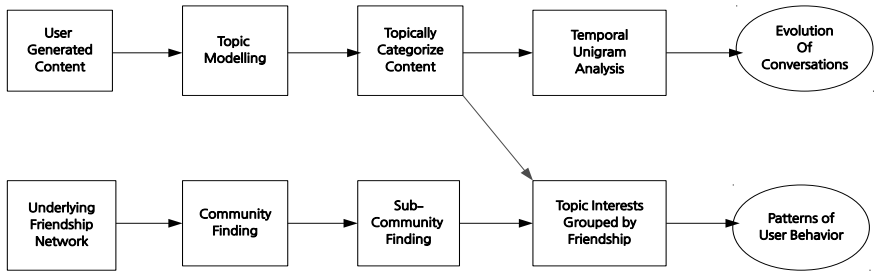 User
Generated
Content
Topic
Modelling
Topically
Categorize
Content
Temporal
Unigram
Analysis
Evolution
Of
Conversations
Underlying
Friendship
Network
Community
Finding
Sub–
Community
Finding
Topic Interests
Grouped by
Friendship
Patterns of
User Behavior